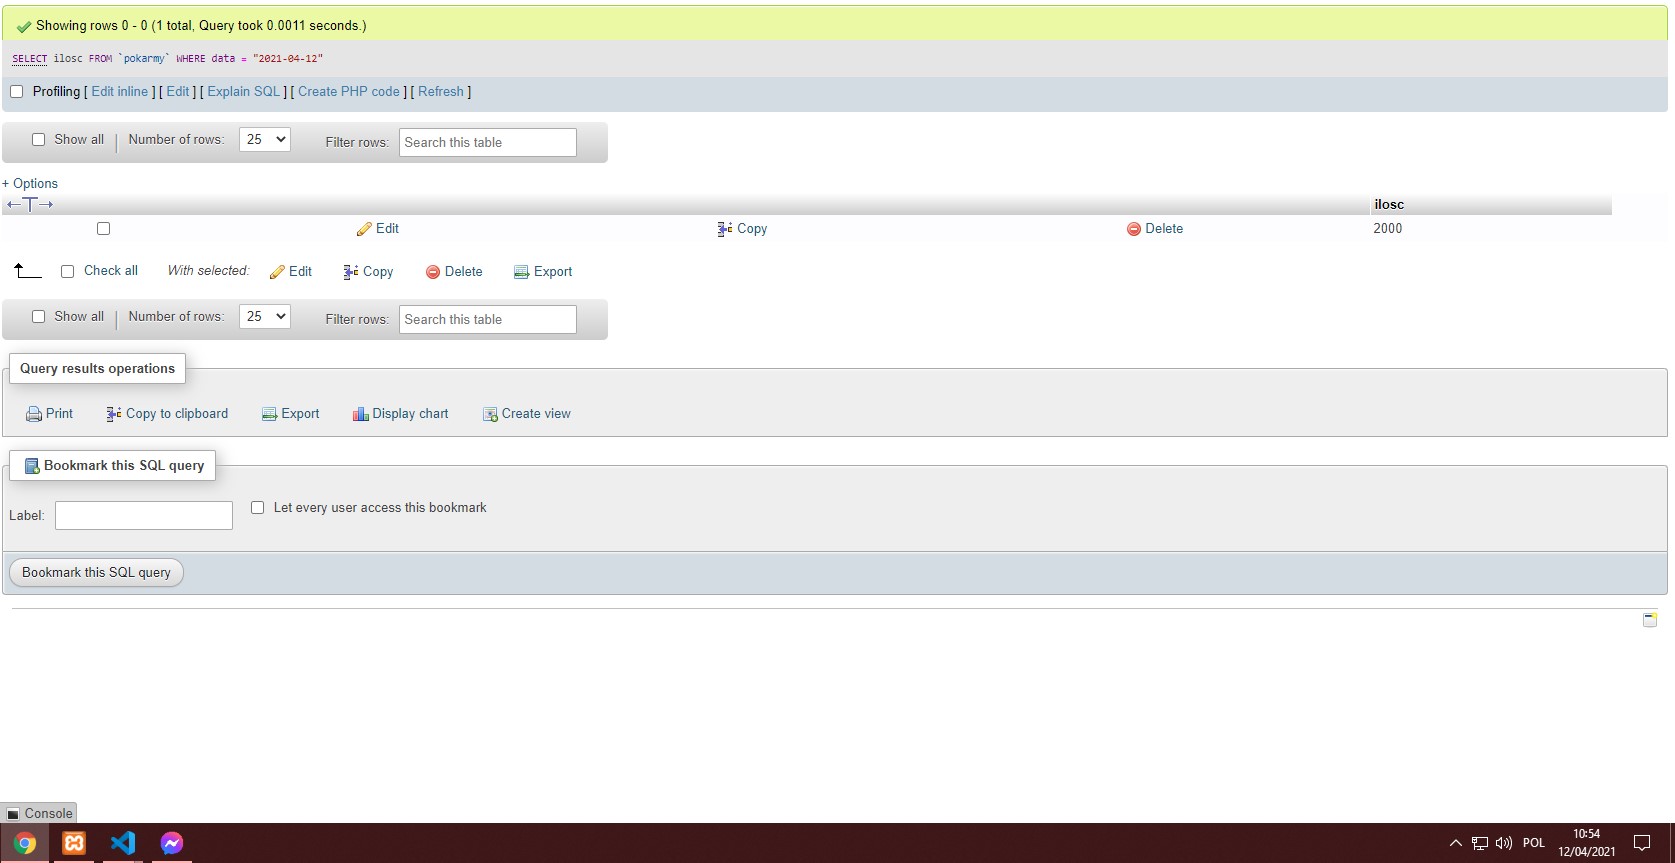 Showing rows 0 - 0 (1 total, Query took 0.0011 seconds.)
SELECT ilosc FROM `pokarmy` WHERE data = "2021-04-12"
Profiling [ Edit inline ] [ Edit ] [ Explain SQL ] [ Create PHP code ] [ Refresh ]
Show all | Number of rows: 25 Filter rows: Search this table
+ Options
←T→ ilosc
Edit Copy Delete 2000
Check all With selected: Edit Copy Delete Export
Show all | Number of rows: 25 Filter rows: Search this table
Query results operations
Print Copy to clipboard Export Display chart Create view
Bookmark this SQL query
Label: Let every user access this bookmark
Bookmark this SQL query
Console
POL 10:54
12/04/2021